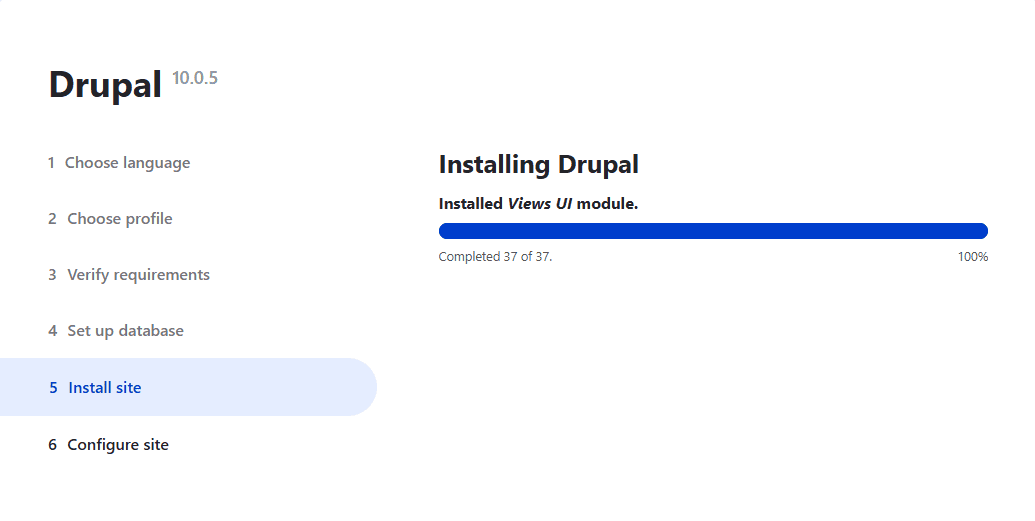 Drupal 10.0.5
1 Choose language
2 Choose profile
3 Verify requirements
4 Set up database
5 Install site
6 Configure site
Installing Drupal
Installed Views UI module.
Completed 37 of 37. 100%